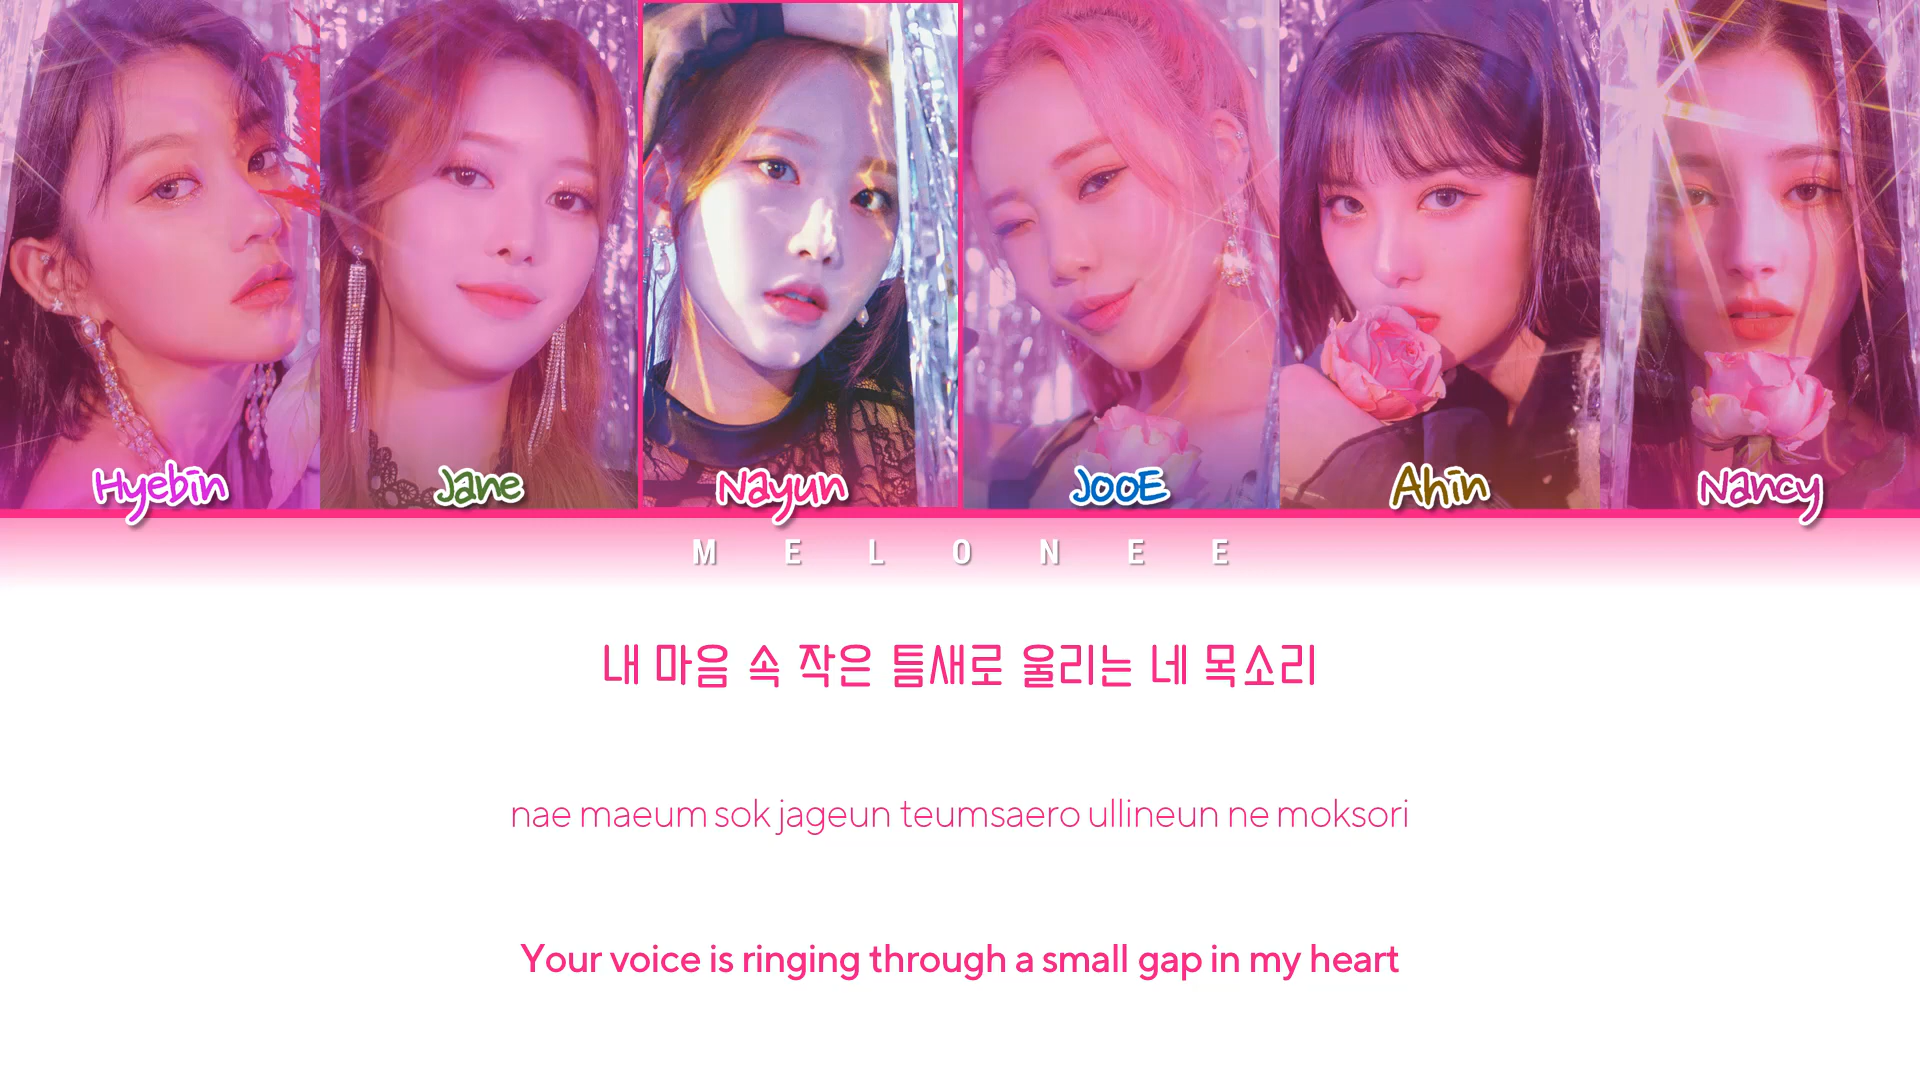 Hyebin
Jane
Nayun
JooE
Ahin
Nancy
MELONEE
내 마음 속 작은 틈새로 울리는 네 목소리
nae maeum sok jageun teumsaero ullineun ne moksori
Your voice is ringing through a small gap in my heart